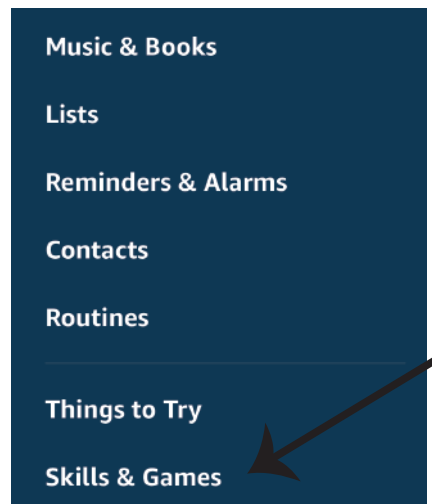 Music & Books
Lists
Reminders & Alarms
Contacts
Routines
Things to Try
Skills & Games